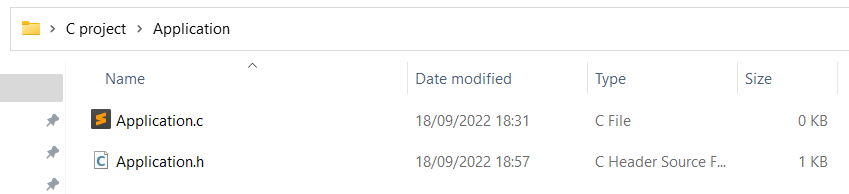 C project > Application
Name Date modified Type Size
Application.c 18/09/2022 18:31 C File 0 KB
Application.h 18/09/2022 18:57 C Header Source F... 1 KB